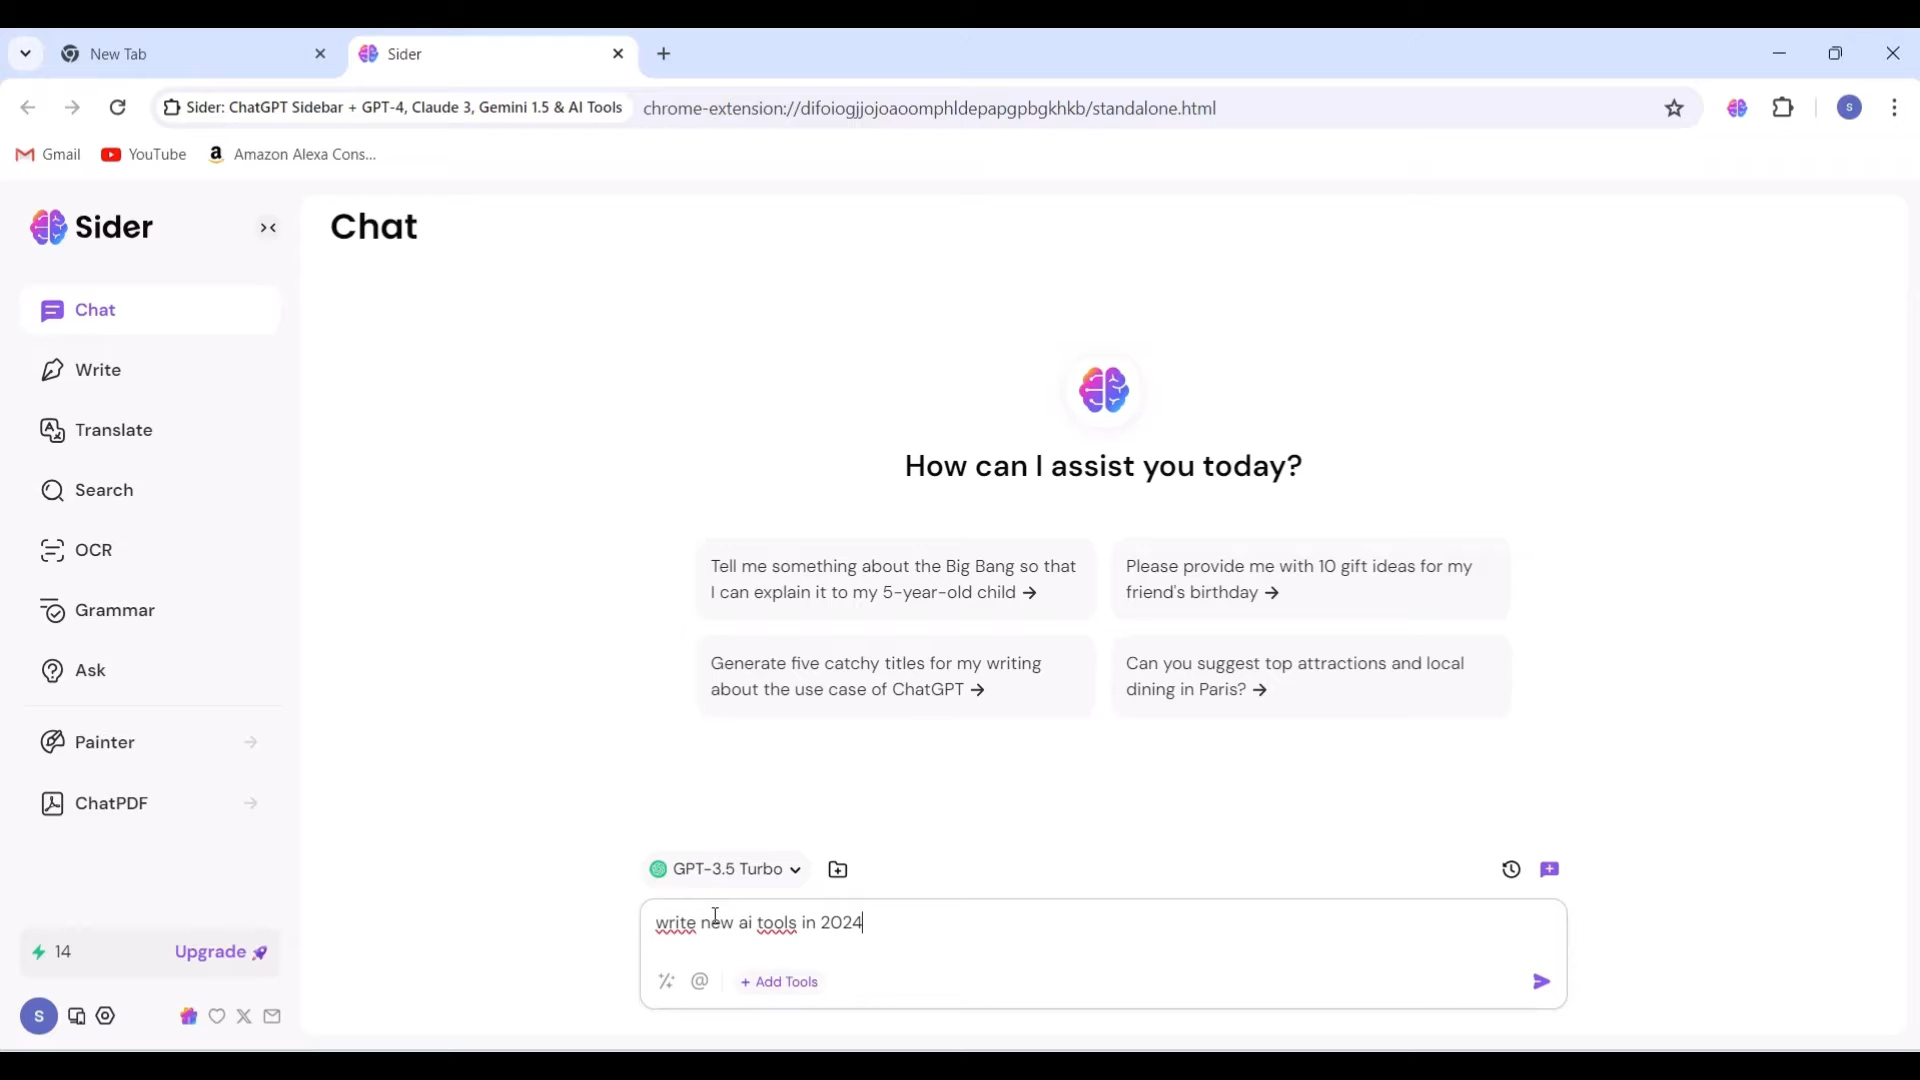 New Tab
Sider
Sider: ChatGPT Sidebar + GPT-4, Claude 3, Gemini 1.5 & AI Tools
chrome-extension://difoiogjjojoaoomphldepapgpbgkhkb/standalone.html
S
Gmail
YouTube
Amazon Alexa Cons...
Sider
Chat
Chat
Write
Translate
Search
OCR
Grammar
Ask
Painter
ChatPDF
14
Upgrade
S
How can I assist you today?
Tell me something about the Big Bang so that
I can explain it to my 5-year-old child →
Please provide me with 10 gift ideas for my
friend's birthday →
Generate five catchy titles for my writing
about the use case of ChatGPT →
Can you suggest top attractions and local
dining in Paris? →
GPT-3.5 Turbo
write new ai tools in 2024
@
+ Add Tools